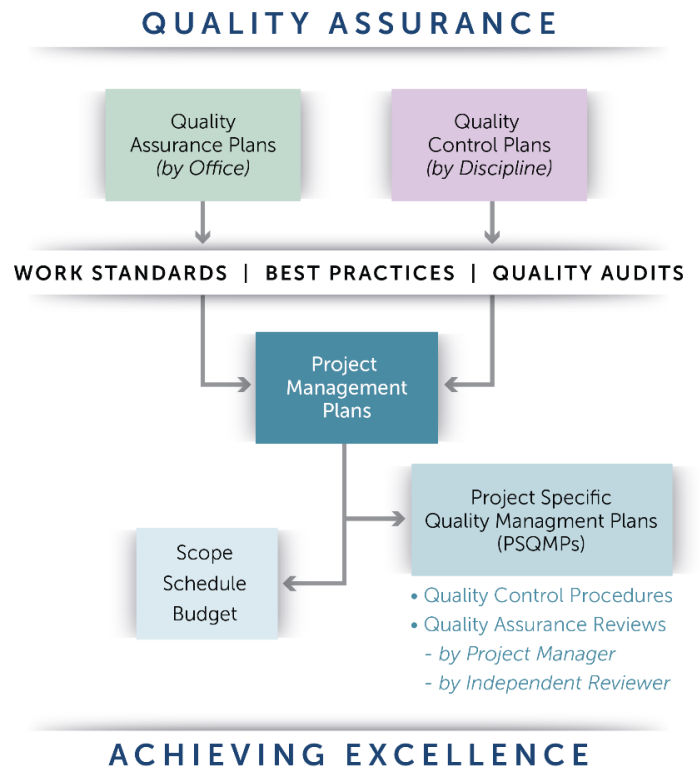 QUALITY ASSURANCE
Quality
Assurance Plans
(by Office)
Quality
Control Plans
(by Discipline)
WORK STANDARDS | BEST PRACTICES | QUALITY AUDITS
Project
Management
Plans
Project Specific
Quality Managment Plans
(PSQMPs)
Scope
Schedule
Budget
• Quality Control Procedures
• Quality Assurance Reviews
- by Project Manager
- by Independent Reviewer
ACHIEVING EXCELLENCE